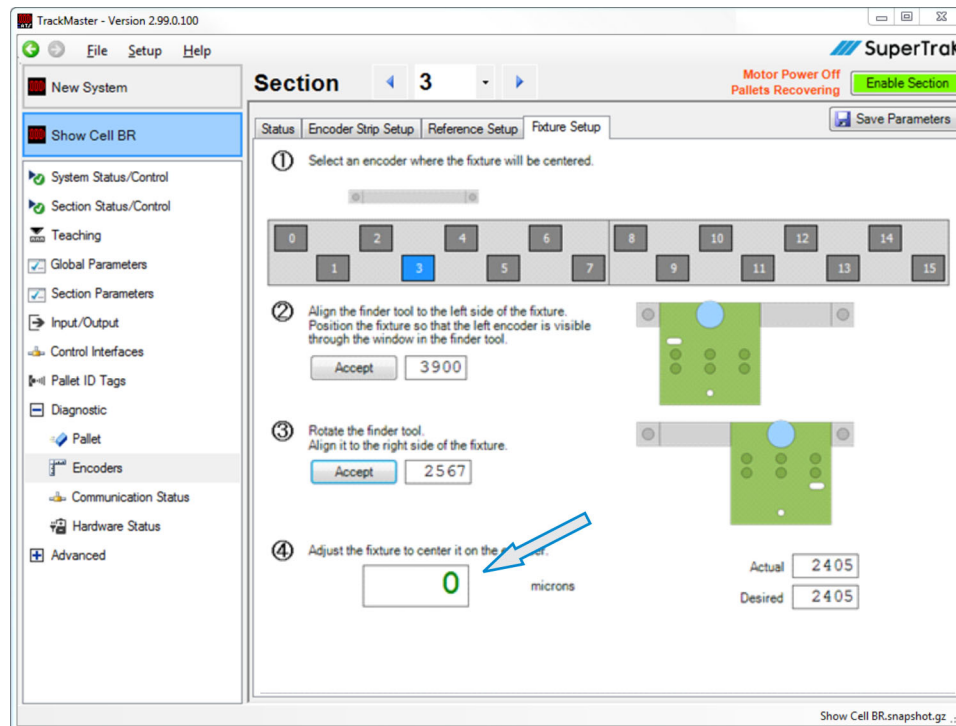 TrackMaster - Version 2.99.0.100
File Setup Help
SuperTrak
New System
Section 3
Motor Power Off
Pallets Recovering
Enable Section
Show Cell BR
Save Parameters
Status Encoder Strip Setup Reference Setup Fixture Setup
System Status/Control
Section Status/Control
Teaching
Global Parameters
Section Parameters
Input/Output
Control Interfaces
Pallet ID Tags
Diagnostic
Pallet
Encoders
Communication Status
Hardware Status
Advanced
1 Select an encoder where the fixture will be centered.
0 2 4 6 8 10 12 14
1 3 5 7 9 11 13 15
2 Align the finder tool to the left side of the fixture.
Position the fixture so that the left encoder is visible
through the window in the finder tool.
Accept 3900
3 Rotate the finder tool.
Align it to the right side of the fixture.
Accept 2567
4 Adjust the fixture to center it on the
0 microns
Actual 2405
Desired 2405
Show Cell BR.snapshot.gz